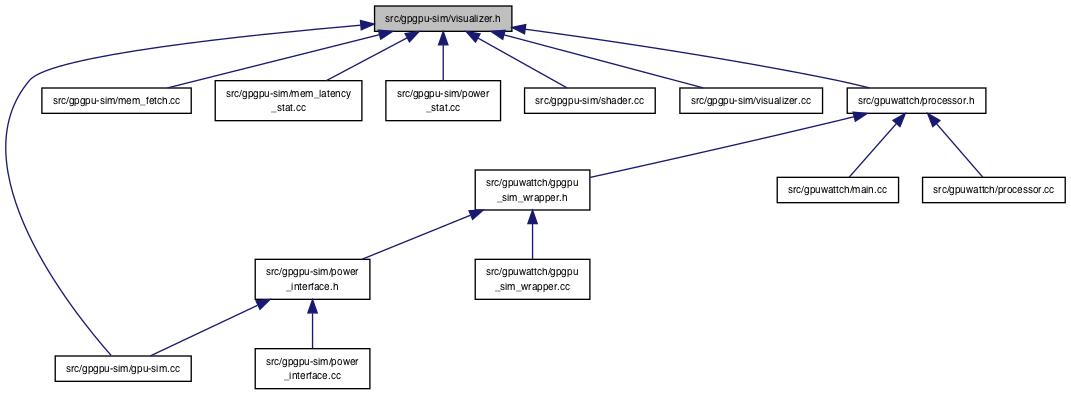 src/gpgpu-sim/visualizer.h
src/gpgpu-sim/mem_fetch.cc
src/gpgpu-sim/mem_latency
_stat.cc
src/gpgpu-sim/power
_stat.cc
src/gpgpu-sim/shader.cc
src/gpgpu-sim/visualizer.cc
src/gpuwattch/processor.h
src/gpuwattch/gpgpu
_sim_wrapper.h
src/gpuwattch/main.cc
src/gpuwattch/processor.cc
src/gpgpu-sim/power
_interface.h
src/gpuwattch/gpgpu
_sim_wrapper.cc
src/gpgpu-sim/gpu-sim.cc
src/gpgpu-sim/power
_interface.cc